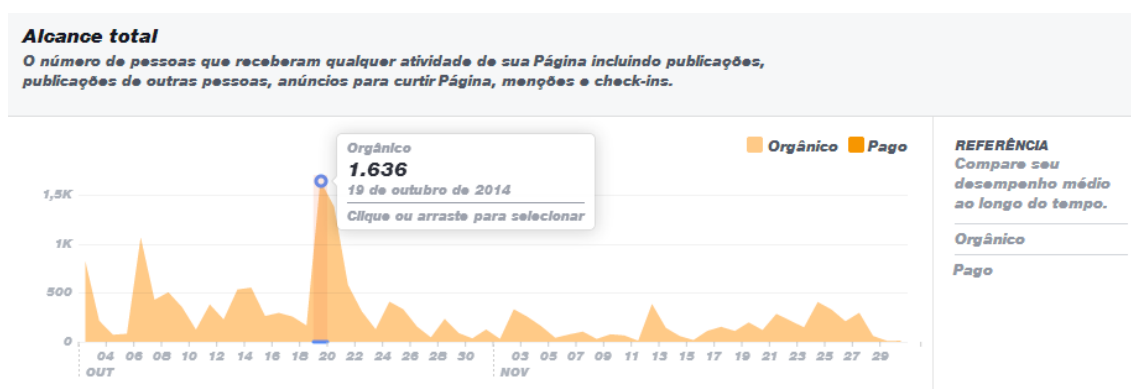 Alcance total
O número de pessoas que receberam qualquer atividade de sua Página incluindo publicações,
publicações de outras pessoas, anúncios para curtir Página, menções e check-ins.
Orgânico
1.636
19 de outubro de 2014
Clique ou arraste para selecionar
Orgânico Pago
REFERÊNCIA
Compare seu
desempenho médio
ao longo do tempo.
Orgânico
Pago
1,5K
1K
500
0
04 06 08 10 12 14 16 18 20 22 24 26 28 30 03 05 07 09 11 13 15 17 19 21 23 25 27 29
OUT NOV